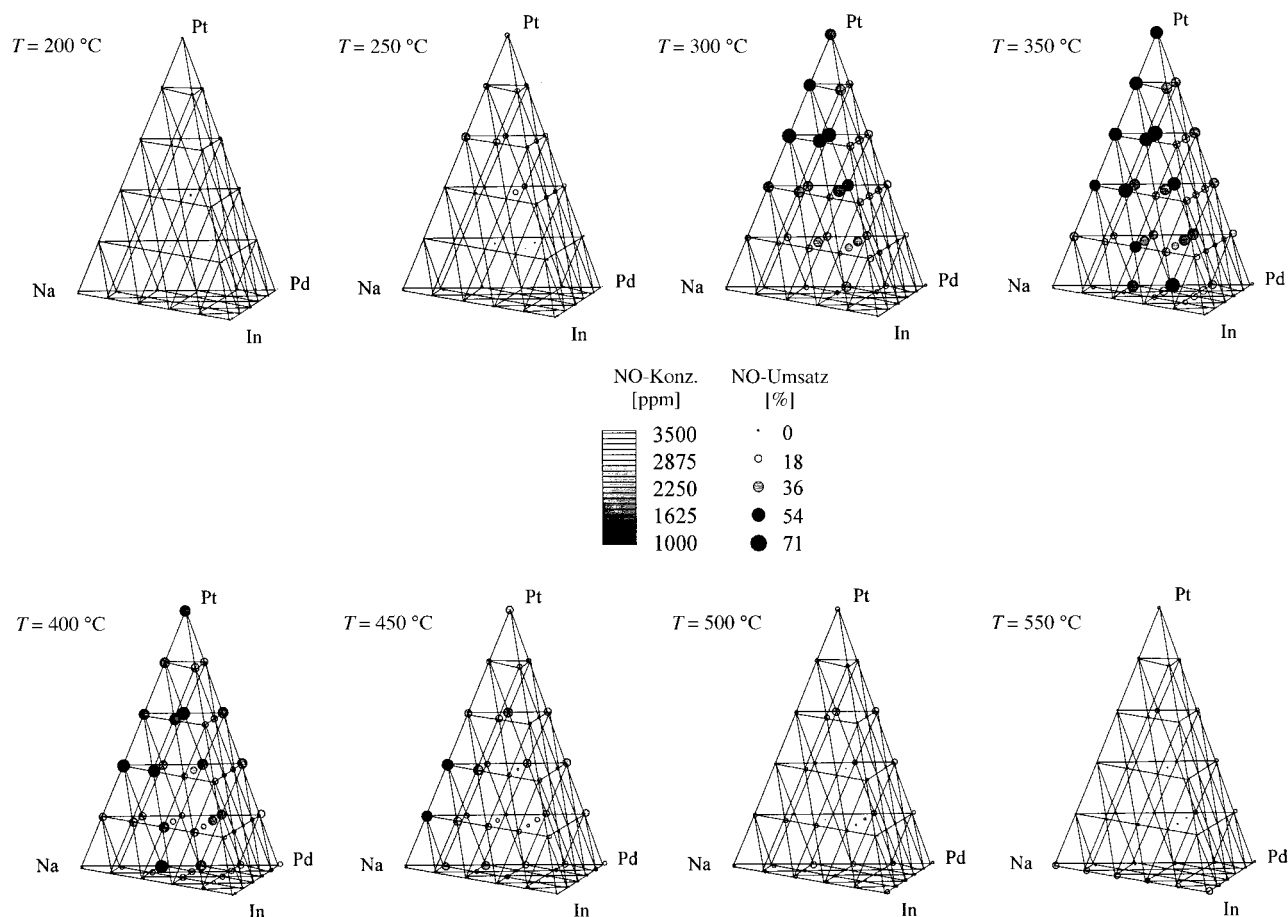 Pt
Pt
Pt
Pt
T = 200 °C
T = 250 °C
T = 300 °C
T = 350 °C
Na
Pd
In
Na
Pd
In
Na
Pd
In
Na
Pd
In
NO-Konz. NO-Umsatz
[ppm] [%]
3500 0
2875 18
2250 36
1625 54
1000 71
Pt
Pt
Pt
Pt
T = 400 °C
T = 450 °C
T = 500 °C
T = 550 °C
Na
Pd
In
Na
Pd
In
Na
Pd
In
Na
Pd
In